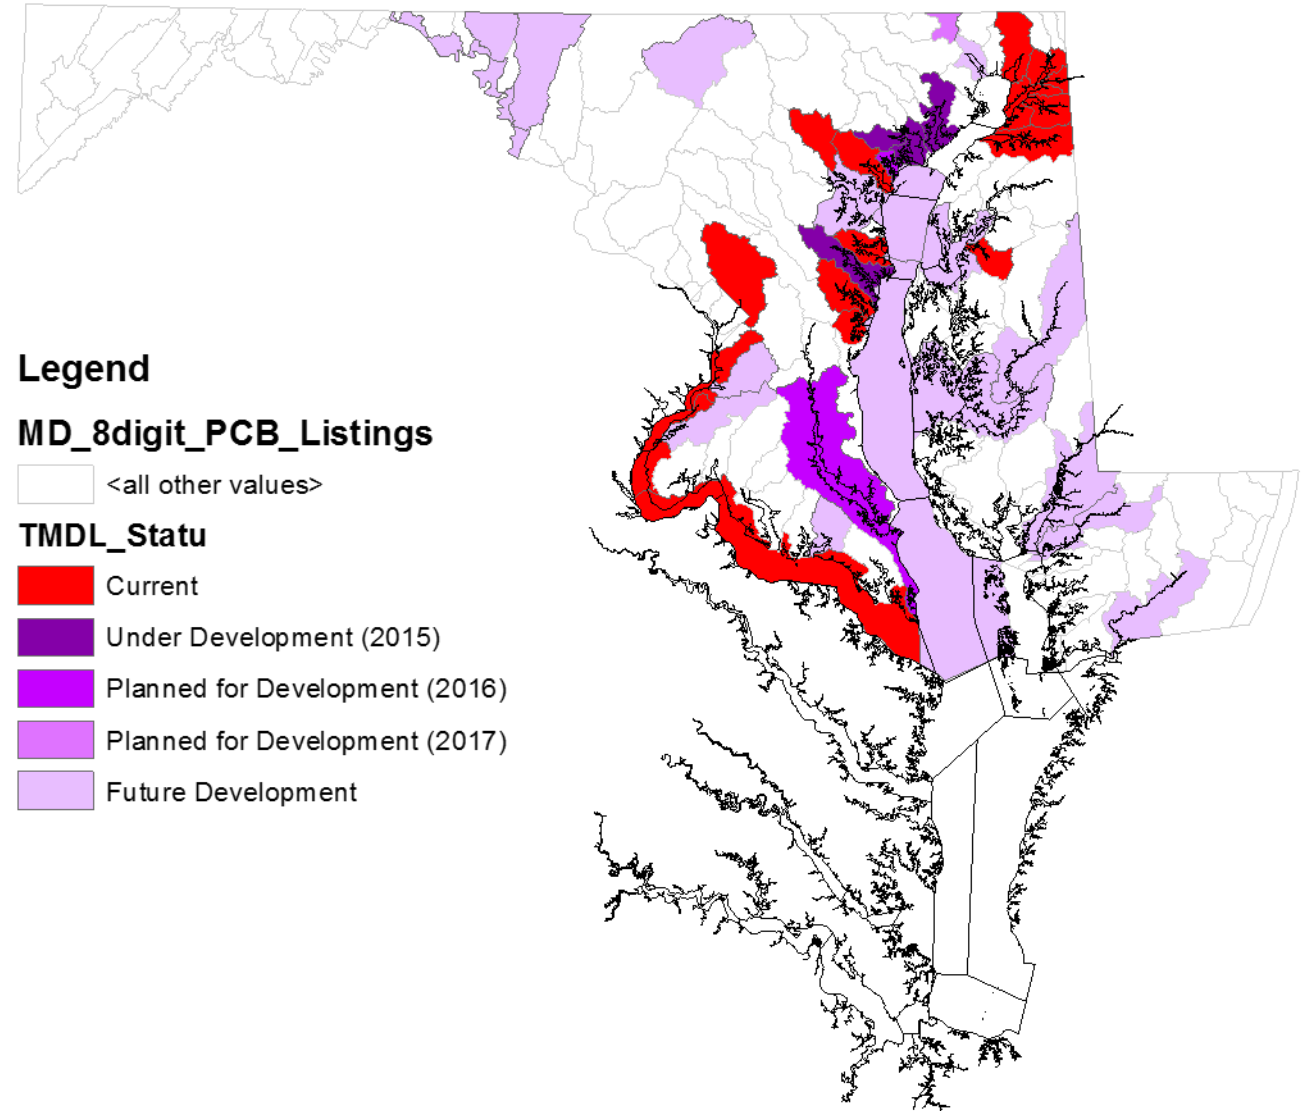 Legend
MD_8digit_PCB_Listings
<all other values>
TMDL_Statu
Current
Under Development (2015)
Planned for Development (2016)
Planned for Development (2017)
Future Development